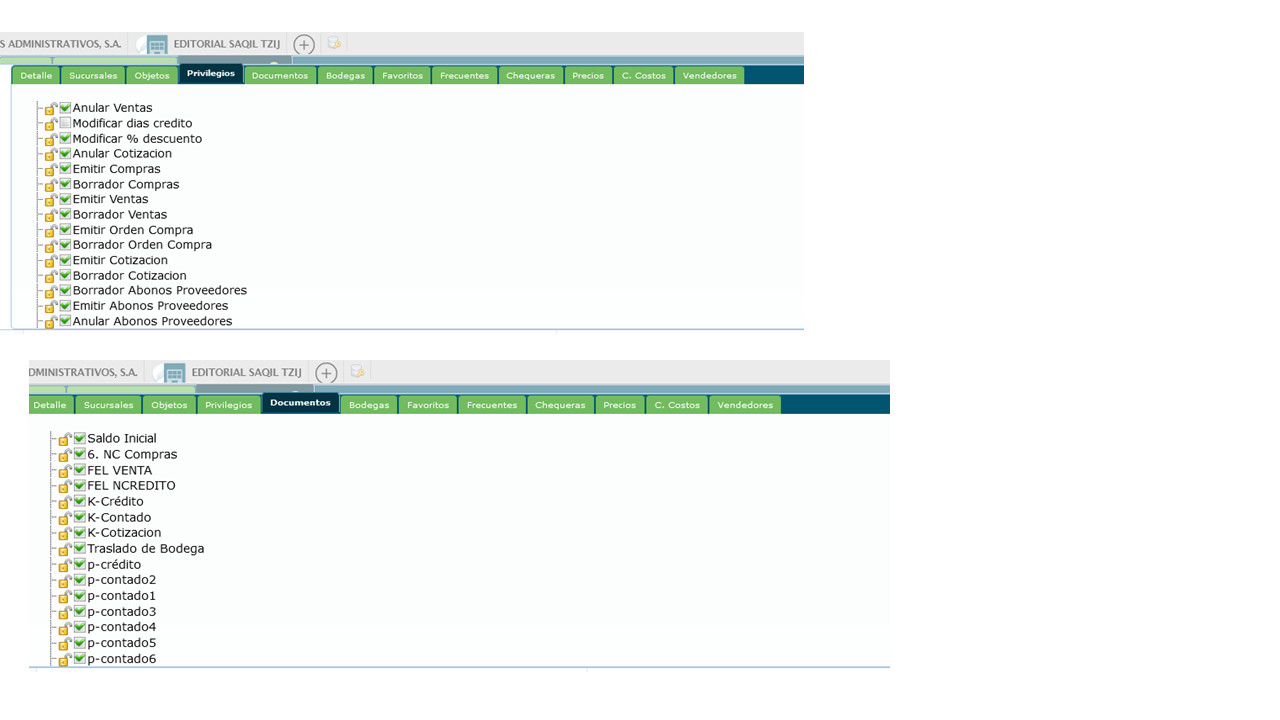 S ADMINISTRATIVOS, S.A. EDITORIAL SAQIL TZIJ
Detalle Sucursales Objetos Privilegios Documentos Bodegas Favoritos Frecuentes Chequeras Precios C. Costos Vendedores
Anular Ventas
Modificar dias credito
Modificar % descuento
Anular Cotizacion
Emitir Compras
Borrador Compras
Emitir Ventas
Borrador Ventas
Emitir Orden Compra
Borrador Orden Compra
Emitir Cotizacion
Borrador Cotizacion
Borrador Abonos Proveedores
Emitir Abonos Proveedores
Anular Abonos Proveedores
DMINISTRATIVOS, S.A. EDITORIAL SAQIL TZIJ
Detalle Sucursales Objetos Privilegios Documentos Bodegas Favoritos Frecuentes Chequeras Precios C. Costos Vendedores
Saldo Inicial
6. NC Compras
FEL VENTA
FEL NCREDITO
K-Crédito
K-Contado
K-Cotizacion
Traslado de Bodega
p-crédito
p-contado2
p-contado1
p-contado3
p-contado4
p-contado5
p-contado6